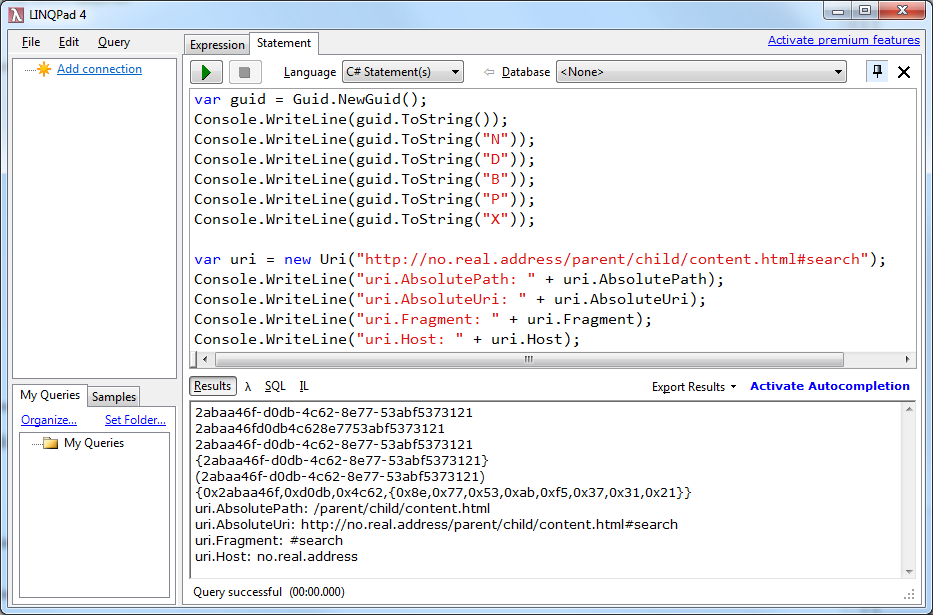 LINQPad 4
File Edit Query
Add connection
Expression Statement
Activate premium features
Language C# Statement(s) Database <None>
var guid = Guid.NewGuid();
Console.WriteLine(guid.ToString());
Console.WriteLine(guid.ToString("N"));
Console.WriteLine(guid.ToString("D"));
Console.WriteLine(guid.ToString("B"));
Console.WriteLine(guid.ToString("P"));
Console.WriteLine(guid.ToString("X"));
var uri = new Uri("http://no.real.address/parent/child/content.html#search");
Console.WriteLine("uri.AbsolutePath: " + uri.AbsolutePath);
Console.WriteLine("uri.AbsoluteUri: " + uri.AbsoluteUri);
Console.WriteLine("uri.Fragment: " + uri.Fragment);
Console.WriteLine("uri.Host: " + uri.Host);
My Queries Samples
Organize... Set Folder...
My Queries
Results λ SQL IL
Export Results Activate Autocompletion
2abaa46f-d0db-4c62-8e77-53abf5373121
2abaa46fd0db4c628e7753abf5373121
2abaa46f-d0db-4c62-8e77-53abf5373121
{2abaa46f-d0db-4c62-8e77-53abf5373121}
(2abaa46f-d0db-4c62-8e77-53abf5373121)
{0x2abaa46f,0xd0db,0x4c62,{0x8e,0x77,0x53,0xab,0xf5,0x37,0x31,0x21}}
uri.AbsolutePath: /parent/child/content.html
uri.AbsoluteUri: http://no.real.address/parent/child/content.html#search
uri.Fragment: #search
uri.Host: no.real.address
Query successful (00:00.000)